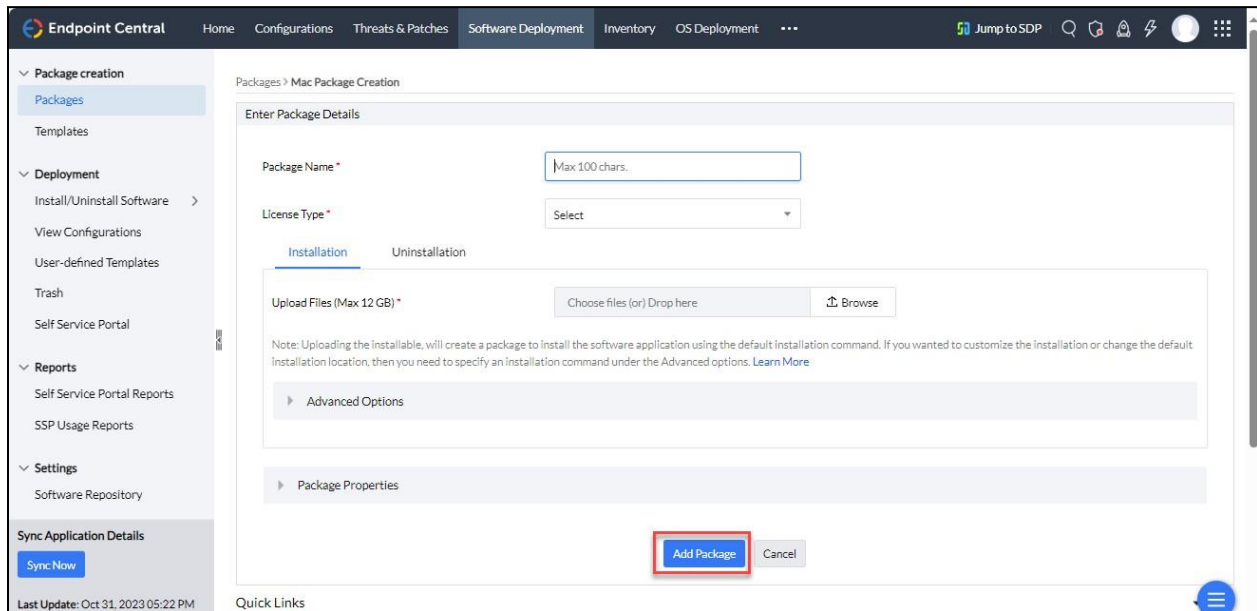 Endpoint Central Home Configurations Threats & Patches Software Deployment Inventory OS Deployment ••• Jump to SDP
Package creation
Packages
Templates
Deployment
Install/Uninstall Software
View Configurations
User-defined Templates
Trash
Self Service Portal
Reports
Self Service Portal Reports
SSP Usage Reports
Settings
Software Repository
Sync Application Details
Sync Now
Last Update: Oct 31, 2023 05:22 PM
Packages > Mac Package Creation
Enter Package Details
Package Name * Max 100 chars.
License Type * Select
Installation Uninstallation
Upload Files (Max 12 GB) * Choose files (or) Drop here Browse
Note: Uploading the installable, will create a package to install the software application using the default installation command. If you wanted to customize the installation or change the default
installation location, then you need to specify an installation command under the Advanced options. Learn More
Advanced Options
Package Properties
Add Package Cancel
Quick Links